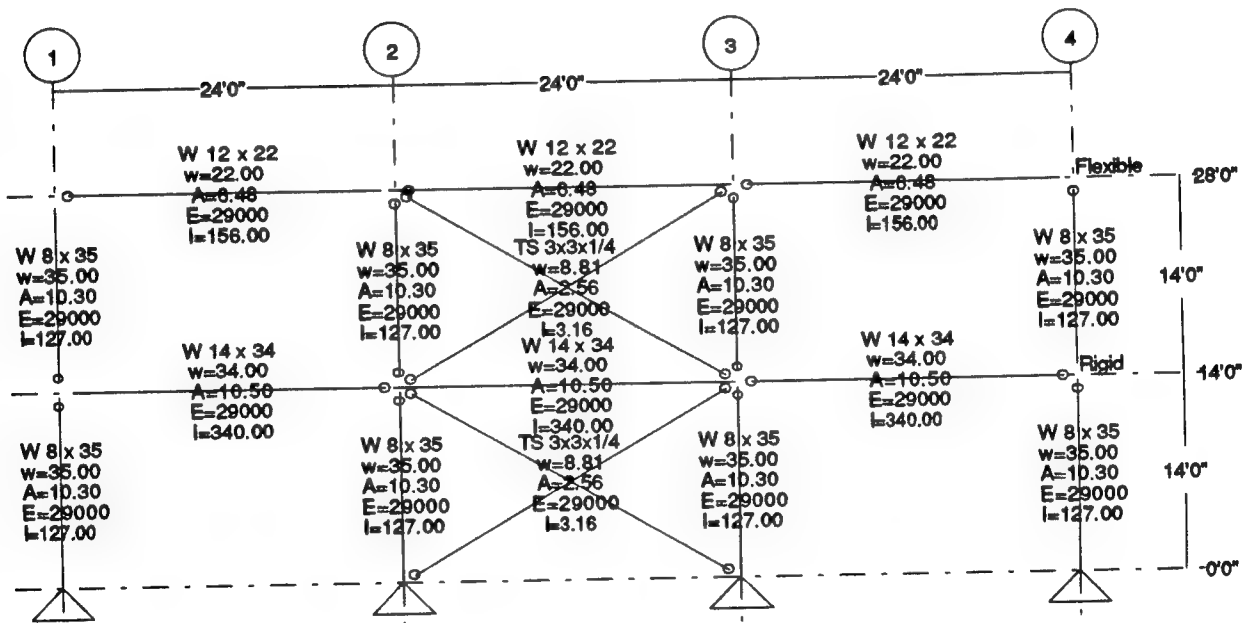 1
2
3
4
24'0"
24'0"
24'0"
W 12 x 22
w=22.00
A=6.48
E=29000
I=156.00
W 12 x 22
w=22.00
A=6.48
E=29000
I=156.00
W 12 x 22
w=22.00
A=6.48
E=29000
I=156.00
Flexible
28'0"
W 8 x 35
w=35.00
A=10.30
E=29000
I=127.00
W 8 x 35
w=35.00
A=10.30
E=29000
I=127.00
TS 3x3x1/4
w=8.81
A=2.56
E=29000
I=3.16
W 8 x 35
w=35.00
A=10.30
E=29000
I=127.00
W 8 x 35
w=35.00
A=10.30
E=29000
I=127.00
14'0"
W 14 x 34
w=34.00
A=10.50
E=29000
I=340.00
W 14 x 34
w=34.00
A=10.50
E=29000
I=340.00
W 14 x 34
w=34.00
A=10.50
E=29000
I=340.00
Rigid
14'0"
W 8 x 35
w=35.00
A=10.30
E=29000
I=127.00
W 8 x 35
w=35.00
A=10.30
E=29000
I=127.00
TS 3x3x1/4
w=8.81
A=2.56
E=29000
I=3.16
W 8 x 35
w=35.00
A=10.30
E=29000
I=127.00
W 8 x 35
w=35.00
A=10.30
E=29000
I=127.00
14'0"
0'0"